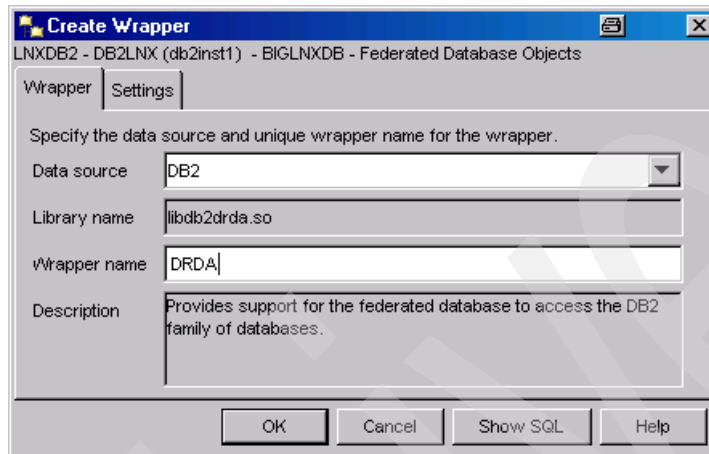 Create Wrapper
LNXDB2 - DB2LNX (db2inst1) - BIGLNXDB - Federated Database Objects
Wrapper Settings
Specify the data source and unique wrapper name for the wrapper.
Data source DB2
Library name libdb2drda.so
Wrapper name DRDA
Description Provides support for the federated database to access the DB2
family of databases.
OK Cancel Show SQL Help